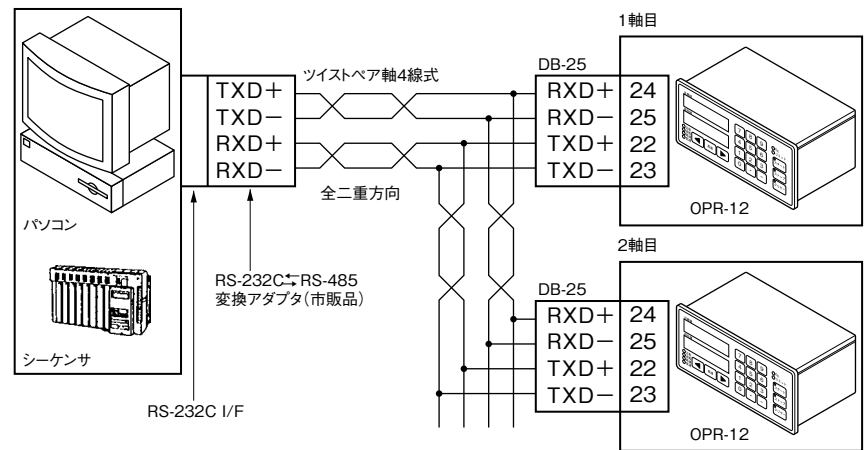 1軸目
DB-25
ツイストペア軸4線式
TXD+
TXD-
RXD+
RXD-
RXD+ 24
RXD- 25
TXD+ 22
TXD- 23
全二重方向
OPR-12
パソコン
2軸目
RS-232C⇄RS-485
変換アダプタ(市販品)
DB-25
RXD+ 24
RXD- 25
TXD+ 22
TXD- 23
シーケンサ
RS-232C I/F
OPR-12